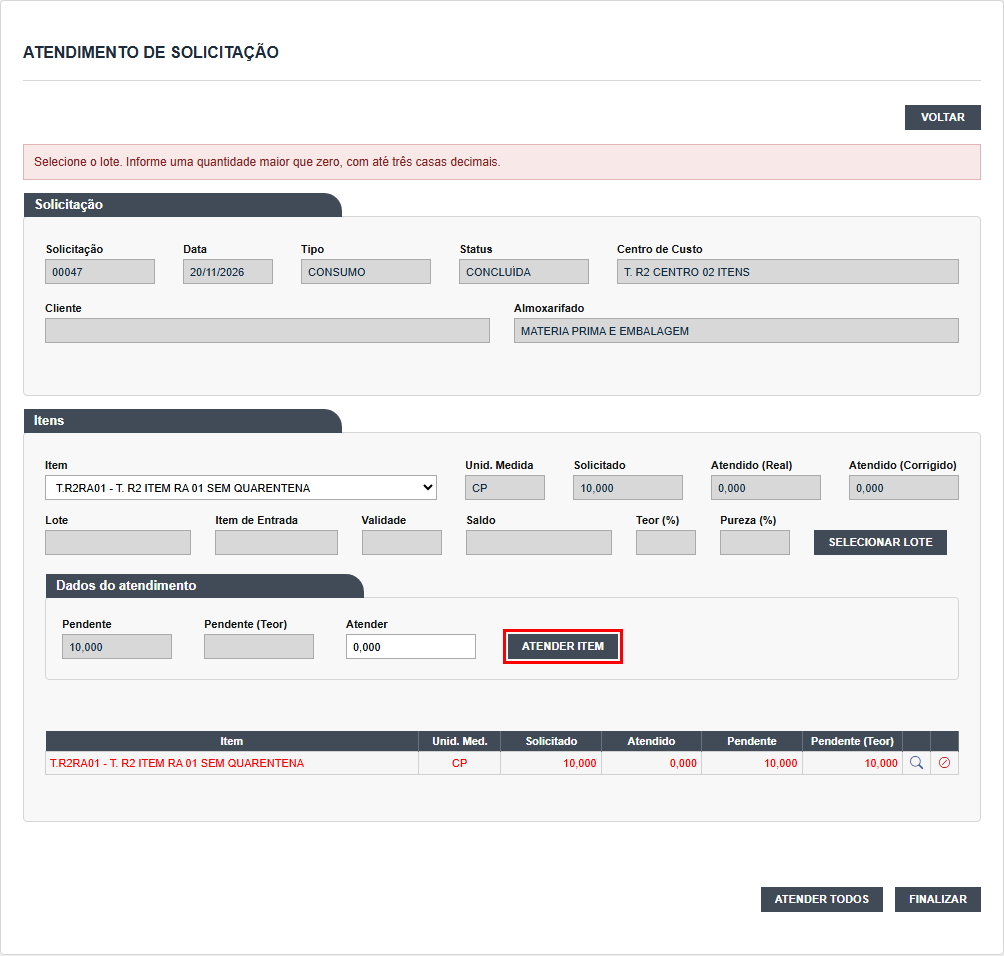 ATENDIMENTO DE SOLICITAÇÃO
VOLTAR
Selecione o lote. Informe uma quantidade maior que zero, com até três casas decimais.
Solicitação
Solicitação Data Tipo Status Centro de Custo
00047 20/11/2026 CONSUMO CONCLUÍDA T. R2 CENTRO 02 ITENS
Cliente Almoxarifado
MATERIA PRIMA E EMBALAGEM
Itens
Item Unid. Medida Solicitado Atendido (Real) Atendido (Corrigido)
T.R2RA01 - T. R2 ITEM RA 01 SEM QUARENTENA CP 10,000 0,000 0,000
Lote Item de Entrada Validade Saldo Teor (%) Pureza (%)
SELECIONAR LOTE
Dados do atendimento
Pendente Pendente (Teor) Atender
10,000 0,000 ATENDER ITEM
Item Unid. Med. Solicitado Atendido Pendente Pendente (Teor)
T.R2RA01 - T. R2 ITEM RA 01 SEM QUARENTENA CP 10,000 0,000 10,000 10,000
ATENDER TODOS FINALIZAR